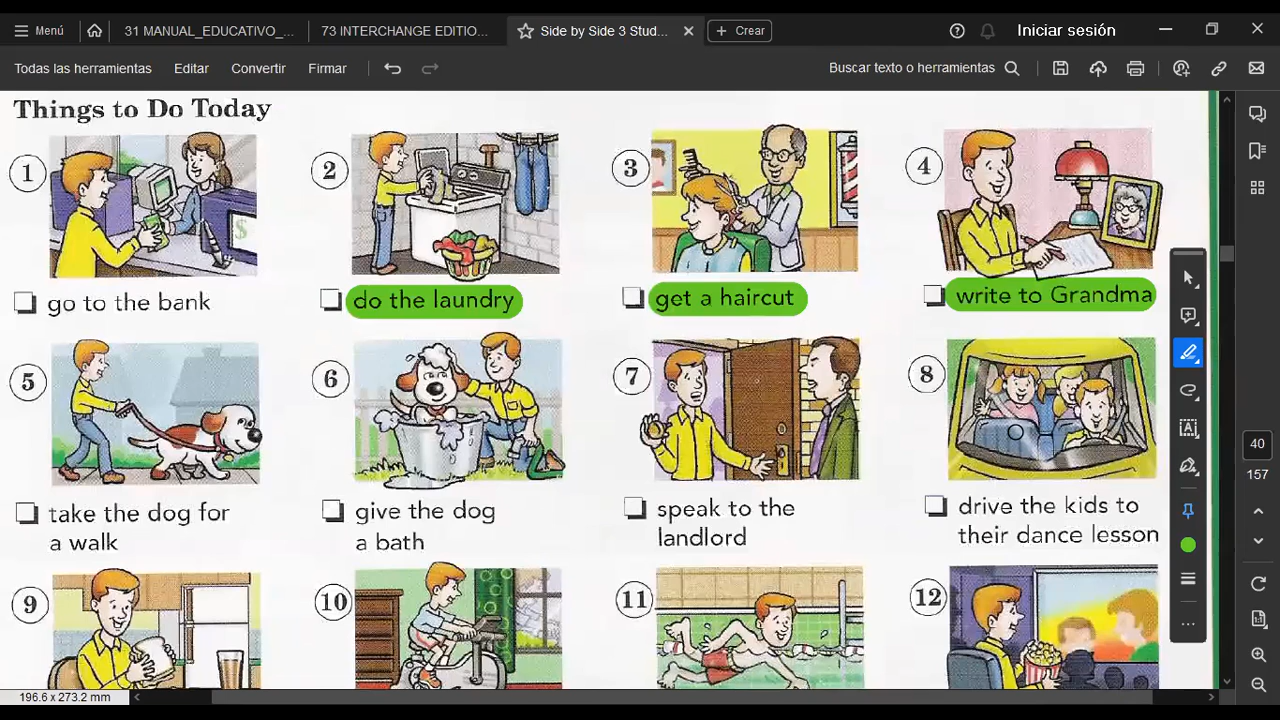 Menú
31 MANUAL_EDUCATIVO_...
73 INTERCHANGE EDITIO...
Side by Side 3 Stud...
Crear
Iniciar sesión
Todas las herramientas
Editar
Convertir
Firmar
Buscar texto o herramientas
Things to Do Today
1
2
3
4
go to the bank
do the laundry
get a haircut
write to Grandma
5
6
7
8
take the dog for
a walk
give the dog
a bath
speak to the
landlord
drive the kids to
their dance lesson
9
10
11
12
40
157
196.6 x 273.2 mm